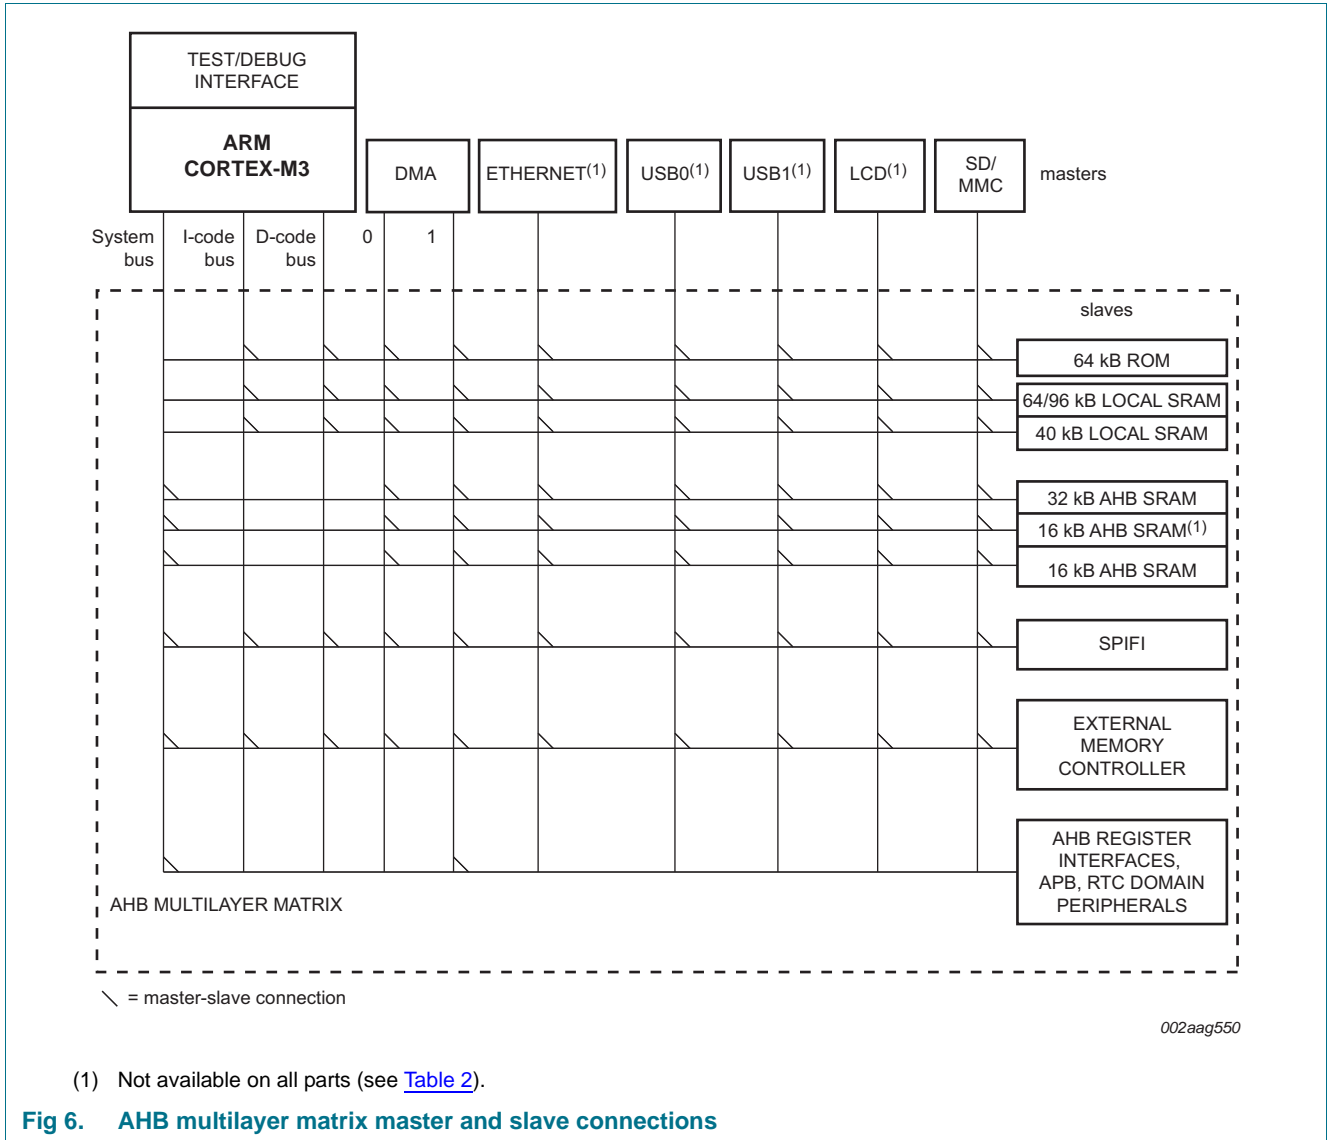 TEST/DEBUG
INTERFACE
ARM
CORTEX-M3
DMA
ETHERNET(1)
USB0(1)
USB1(1)
LCD(1)
SD/
MMC
masters
System
bus
I-code
bus
D-code
bus
0
1
slaves
64 kB ROM
64/96 kB LOCAL SRAM
40 kB LOCAL SRAM
32 kB AHB SRAM
16 kB AHB SRAM(1)
16 kB AHB SRAM
SPIFI
EXTERNAL
MEMORY
CONTROLLER
AHB REGISTER
INTERFACES,
APB, RTC DOMAIN
PERIPHERALS
AHB MULTILAYER MATRIX
= master-slave connection
002aag550
(1) Not available on all parts (see Table 2).
Fig 6. AHB multilayer matrix master and slave connections